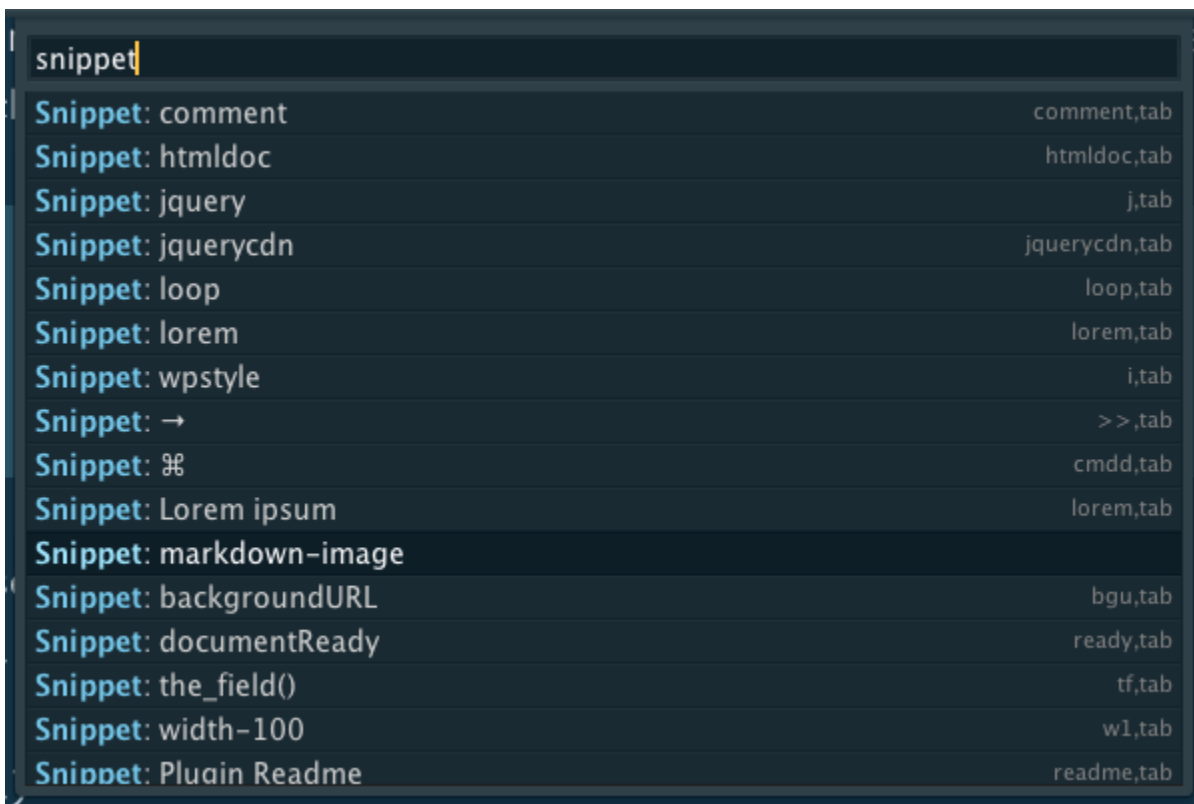 snippet
Snippet: comment comment,tab
Snippet: htmldoc htmldoc,tab
Snippet: jquery j,tab
Snippet: jquerycdn jquerycdn,tab
Snippet: loop loop,tab
Snippet: lorem lorem,tab
Snippet: wpstyle i,tab
Snippet: → >>,tab
Snippet: ⌘ cmdd,tab
Snippet: Lorem ipsum lorem,tab
Snippet: markdown-image
Snippet: backgroundURL bgu,tab
Snippet: documentReady ready,tab
Snippet: the_field() tf,tab
Snippet: width-100 w1,tab
Snippet: Plugin Readme readme,tab